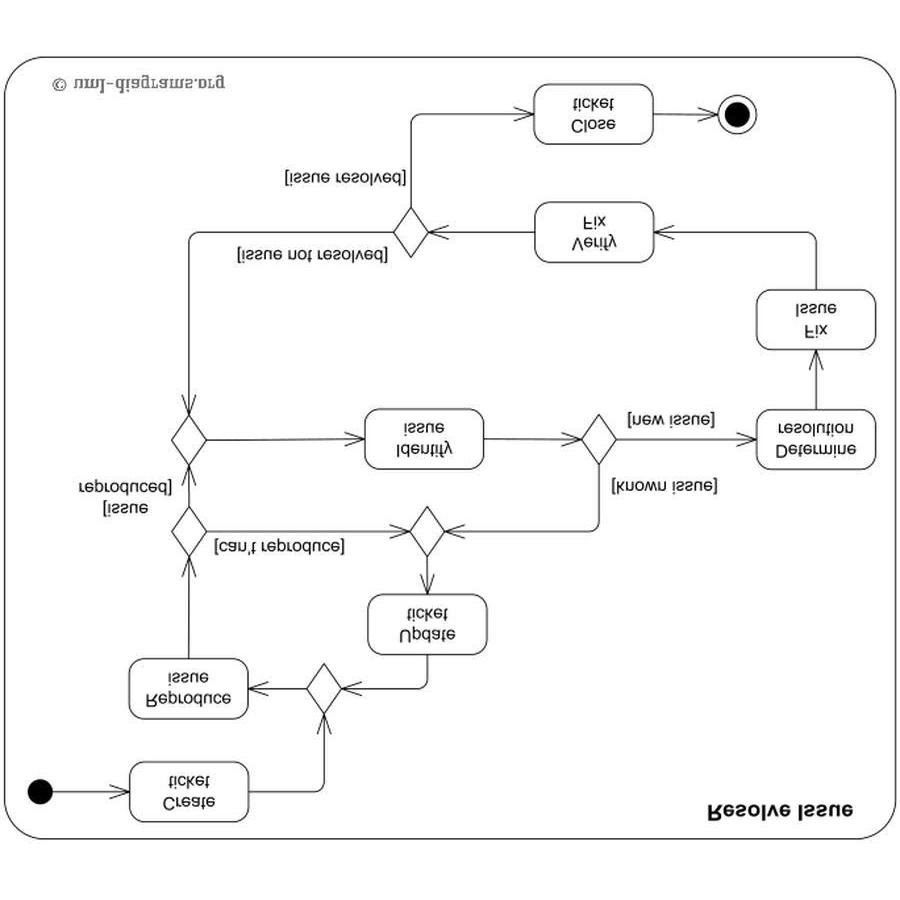 Resolve Issue
Create
ticket
Reproduce
issue
Update
ticket
[can't reproduce]
[issue
reproduced]
[known issue]
Identify
issue
[new issue]
Determine
resolution
Fix
Issue
Verify
Fix
[issue not resolved]
[issue resolved]
Close
ticket
© uml-diagrams.org